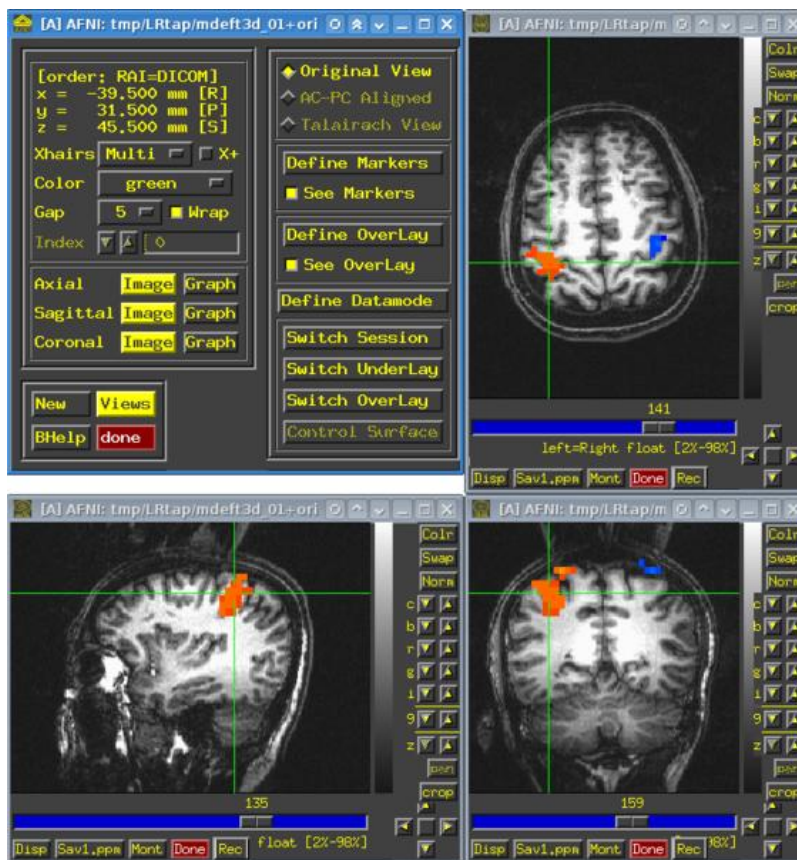 [A] AFNI: tmp/LRtap/mdeft3d_01+ori
[order: RAI=DICOM]
x = -39.500 mm [R]
y = 31.500 mm [P]
z = 45.500 mm [S]
Xhairs Multi X+
Color green
Gap 5 Wrap
Index 0
Axial Image Graph
Sagittal Image Graph
Coronal Image Graph
New Views
BHelp done
Original View
AC-PC Aligned
Talairach View
Define Markers
See Markers
Define OverLay
See OverLay
Define Datamode
Switch Session
Switch UnderLay
Switch OverLay
Control Surface
[A] AFNI: tmp/LRtap/m
Colr
Swap
Norm
c
b
r
g
i
9
z
pan
crop
141
left=Right float [2%-98%]
Disp Sav1.ppm Mont Done Rec
[A] AFNI: tmp/LRtap/mdeft3d_01+ori
Colr
Swap
Norm
c
b
r
g
i
9
z
pan
crop
135
float [2%-98%]
Disp Sav1.ppm Mont Done Rec
[A] AFNI: tmp/LRtap/m
Colr
Swap
Norm
c
b
r
g
i
9
z
pan
crop
159
98%]
Disp Sav1.ppm Mont Done Rec